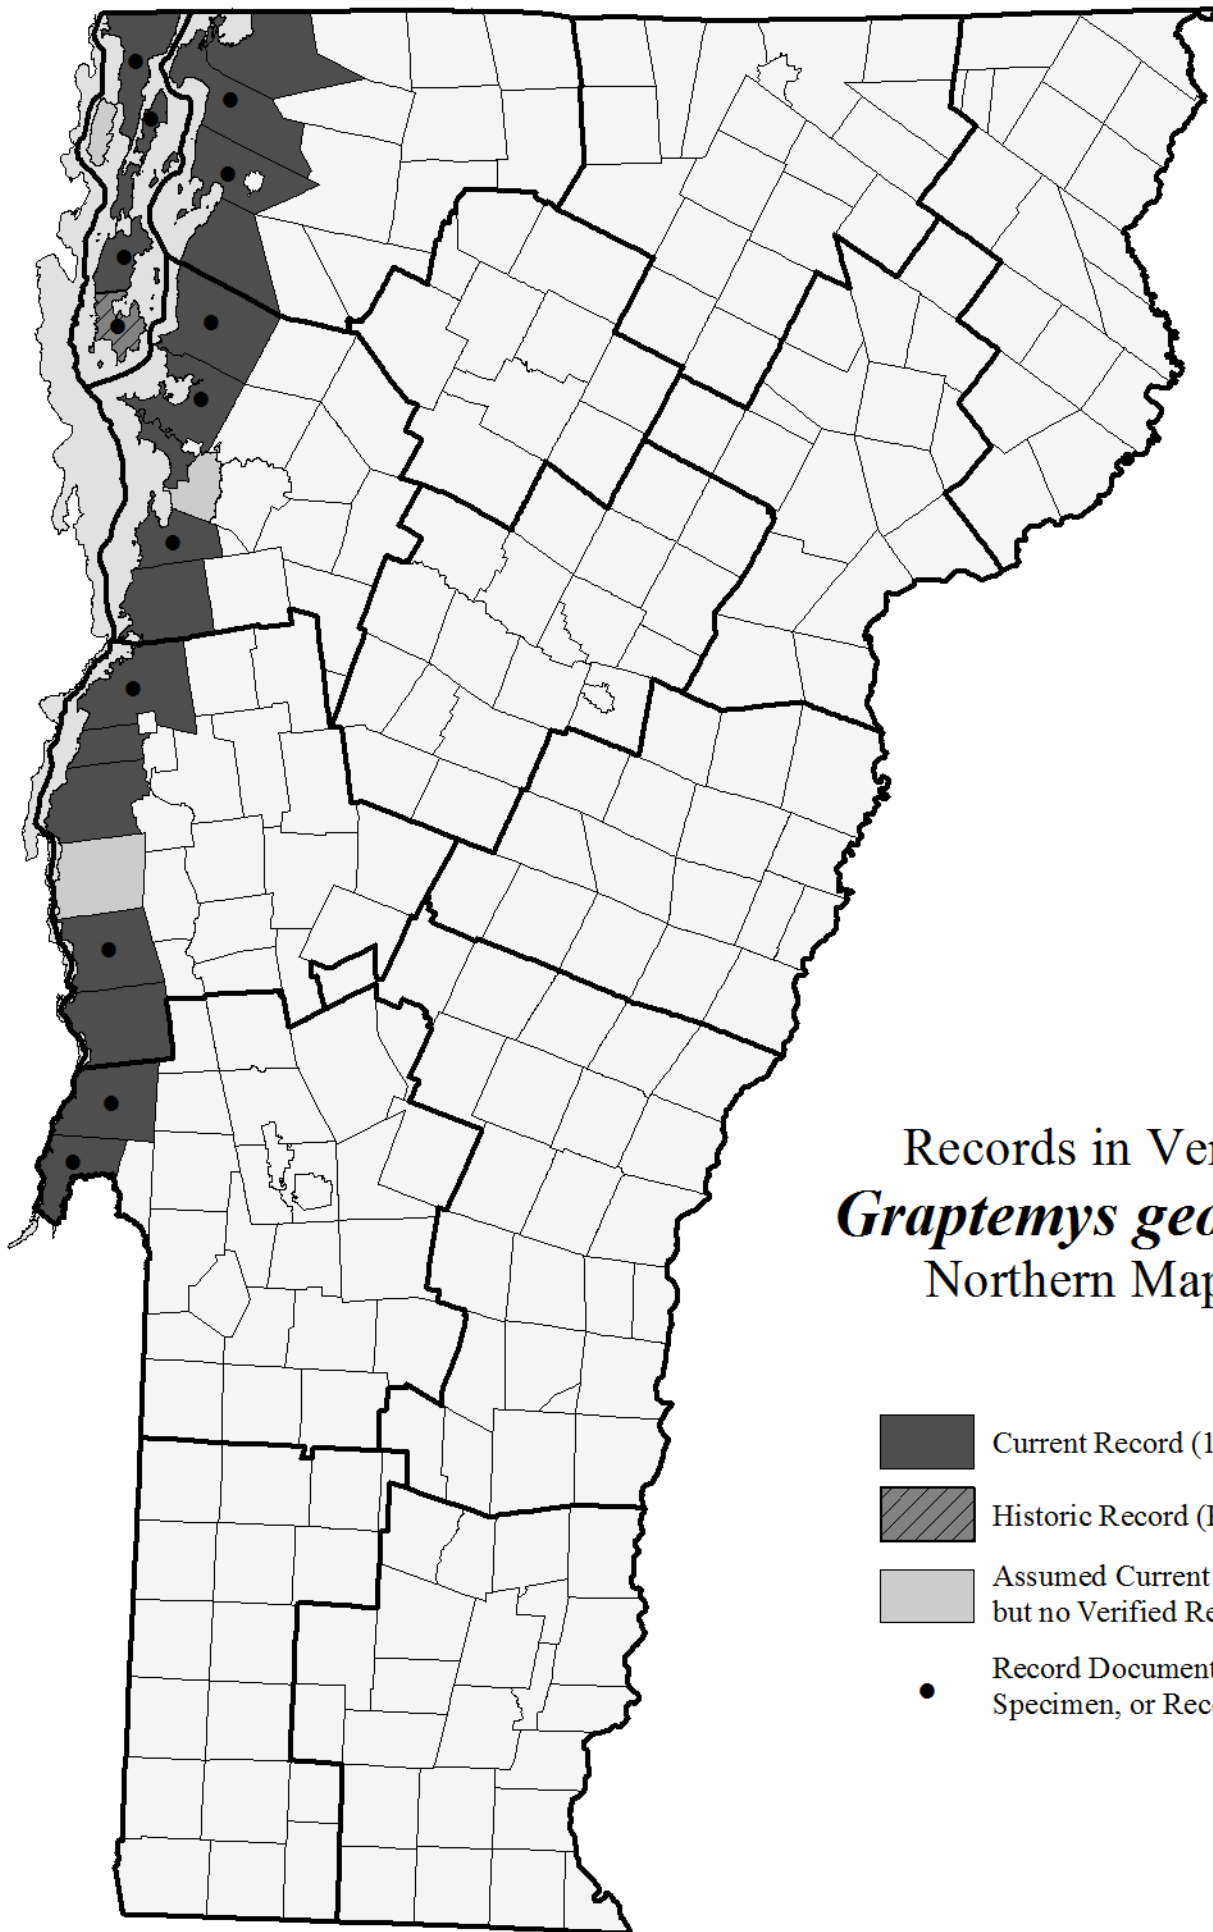 Records in Ver
Graptemys geo
Northern Map
Current Record (1
Historic Record (
Assumed Current
but no Verified Re
Record Document
Specimen, or Reco